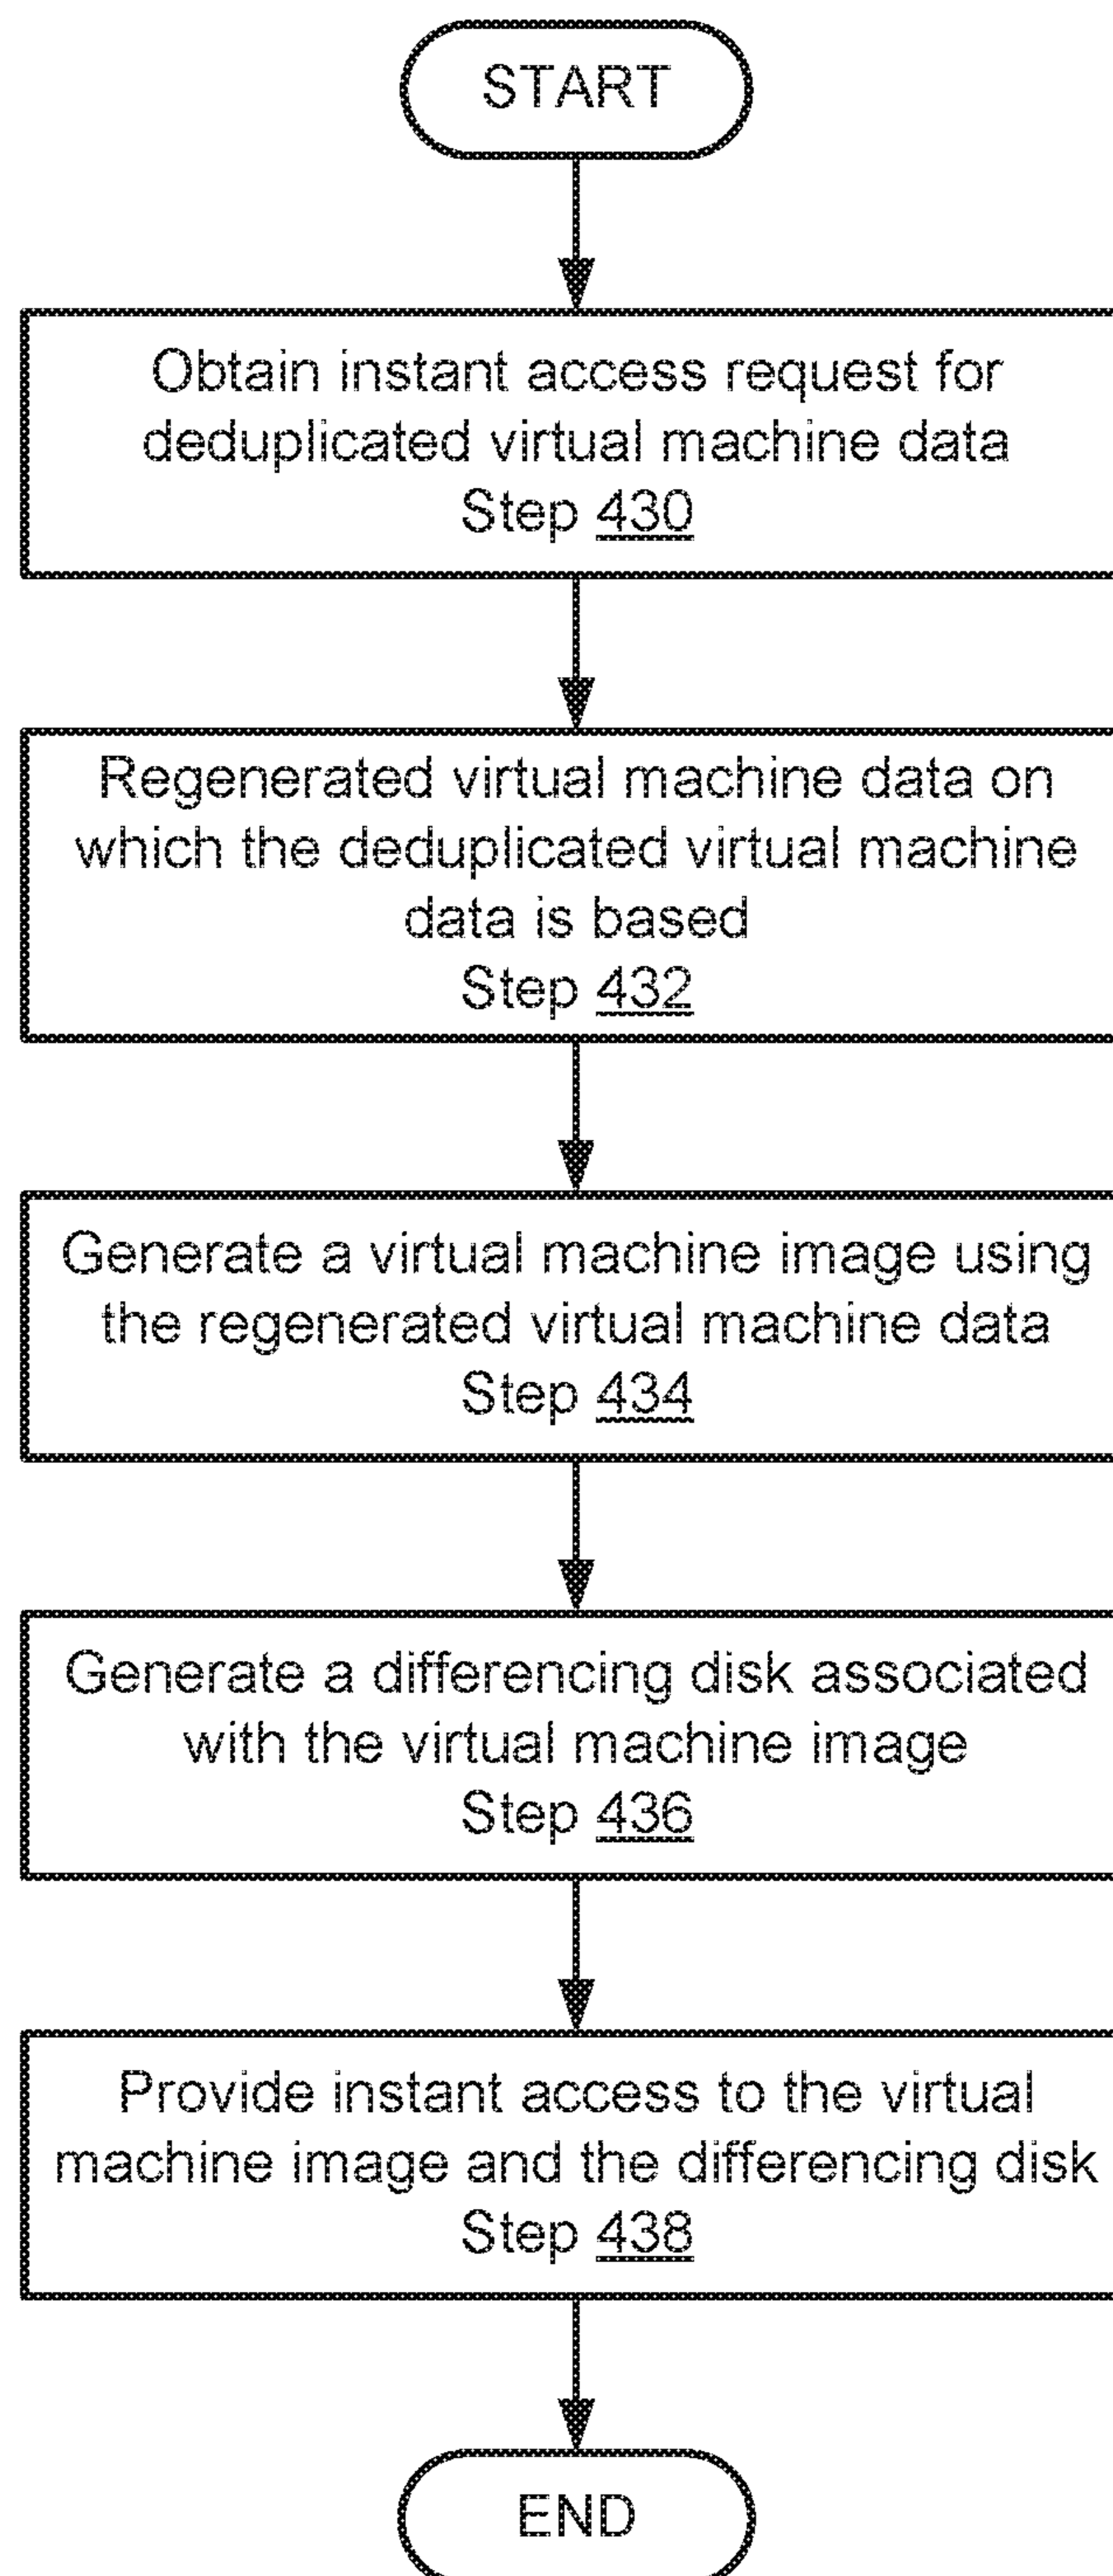 START
Obtain instant access request for
deduplicated virtual machine data
Step 430
Regenerated virtual machine data on
which the deduplicated virtual machine
data is based
Step 432
Generate a virtual machine image using
the regenerated virtual machine data
Step 434
Generate a differencing disk associated
with the virtual machine image
Step 436
Provide instant access to the virtual
machine image and the differencing disk
Step 438
END